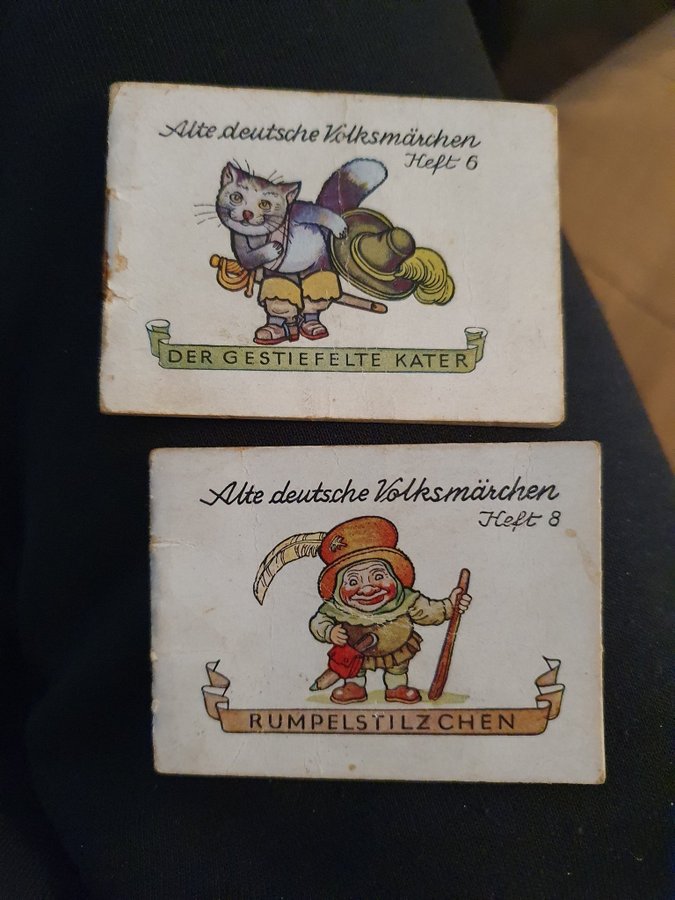 Alte deutsche Volksmärchen
Heft 6
DER GESTIEFELTE KATER
Alte deutsche Volksmärchen
Heft 8
RUMPELSTILZCHEN